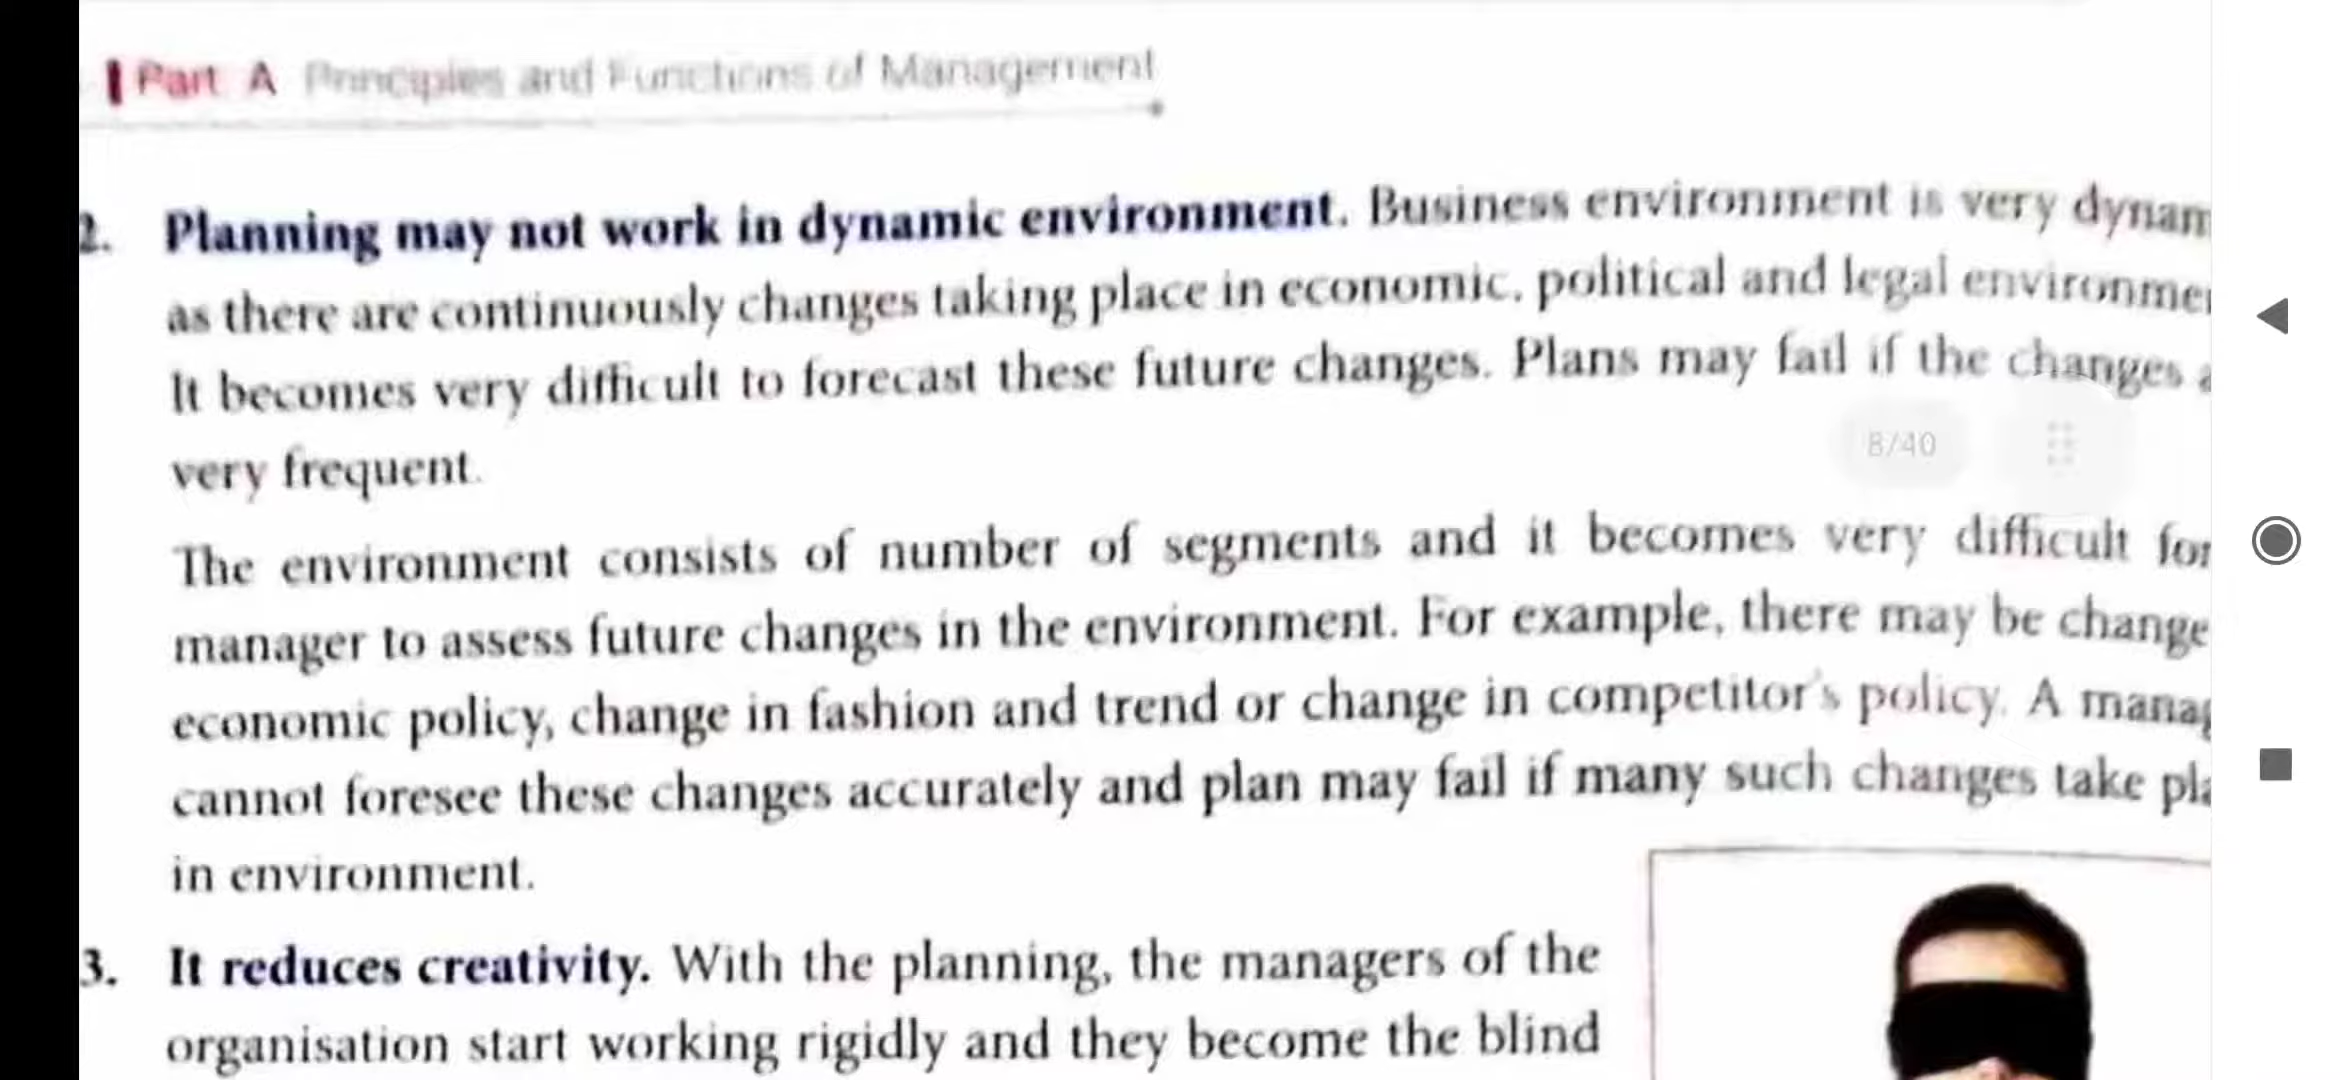 Part A Principles and Functions of Management
2. Planning may not work in dynamic environment. Business environment is very dynam
as there are continuously changes taking place in economic, political and legal environme
It becomes very difficult to forecast these future changes. Plans may fail if the changes a
very frequent.
8/40
The environment consists of number of segments and it becomes very difficult for
manager to assess future changes in the environment. For example, there may be change
economic policy, change in fashion and trend or change in competitor's policy. A manag
cannot foresee these changes accurately and plan may fail if many such changes take pla
in environment.
3. It reduces creativity. With the planning, the managers of the
organisation start working rigidly and they become the blind